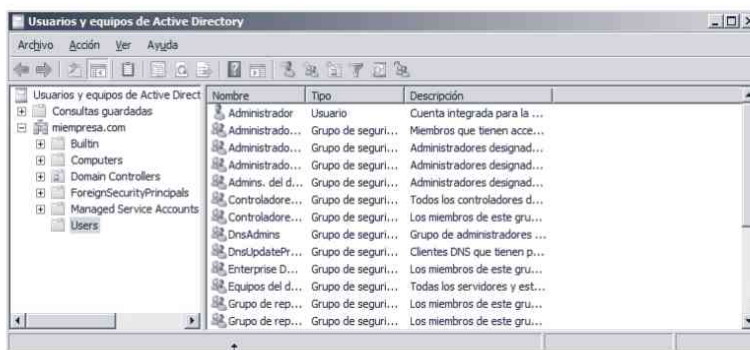 Usuarios y equipos de Active Directory
Archivo Acción Ver Ayuda
Usuarios y equipos de Active Direct
Consultas guardadas
miempresa.com
Builtin
Computers
Domain Controllers
ForeignSecurityPrincipals
Managed Service Accounts
Users
Nombre Tipo Descripción
Administrador Usuario Cuenta integrada para la ...
Administrado... Grupo de seguri... Miembros que tienen acce...
Administrado... Grupo de seguri... Administradores designad...
Administrado... Grupo de seguri... Administradores designad...
Admins. del d... Grupo de seguri... Administradores designad...
Controladore... Grupo de seguri... Todos los controladores d...
Controladore... Grupo de seguri... Los miembros de este gru...
DnsAdmins Grupo de seguri... Grupo de administradores ...
DnsUpdatePr... Grupo de seguri... Clientes DNS que tienen p...
Enterprise D... Grupo de seguri... Los miembros de este gru...
Equipos del d... Grupo de seguri... Todas los servidores y est...
Grupo de rep... Grupo de seguri... Los miembros de este gru...
Grupo de rep... Grupo de seguri... Los miembros de este gru...